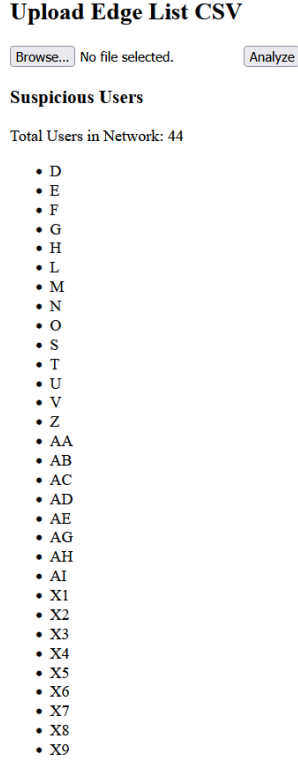 Upload Edge List CSV
Browse... No file selected. Analyze
Suspicious Users
Total Users in Network: 44
• D
• E
• F
• G
• H
• L
• M
• N
• O
• S
• T
• U
• V
• Z
• AA
• AB
• AC
• AD
• AE
• AG
• AH
• AI
• X1
• X2
• X3
• X4
• X5
• X6
• X7
• X8
• X9